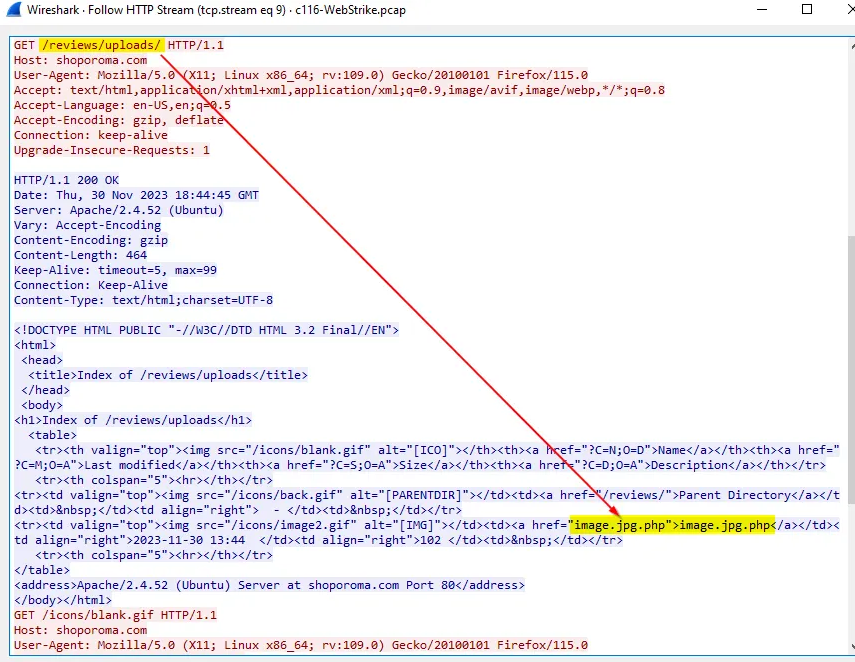 Wireshark · Follow HTTP Stream (tcp.stream eq 9) · c116-WebStrike.pcap
GET /reviews/uploads/ HTTP/1.1
Host: shoporoma.com
User-Agent: Mozilla/5.0 (X11; Linux x86_64; rv:109.0) Gecko/20100101 Firefox/115.0
Accept: text/html,application/xhtml+xml,application/xml;q=0.9,image/avif,image/webp,*/*;q=0.8
Accept-Language: en-US,en;q=0.5
Accept-Encoding: gzip, deflate
Connection: keep-alive
Upgrade-Insecure-Requests: 1
HTTP/1.1 200 OK
Date: Thu, 30 Nov 2023 18:44:45 GMT
Server: Apache/2.4.52 (Ubuntu)
Vary: Accept-Encoding
Content-Encoding: gzip
Content-Length: 464
Keep-Alive: timeout=5, max=99
Connection: Keep-Alive
Content-Type: text/html;charset=UTF-8
<!DOCTYPE HTML PUBLIC "-//W3C//DTD HTML 3.2 Final//EN">
<html>
<head>
<title>Index of /reviews/uploads</title>
</head>
<body>
<h1>Index of /reviews/uploads</h1>
<table>
<tr><th valign="top"><img src="/icons/blank.gif" alt="[ICO]"></th><th><a href="?C=N;O=D">Name</a></th><th><a href="
?C=M;O=A">Last modified</a></th><th><a href="?C=S;O=A">Size</a></th><th><a href="?C=D;O=A">Description</a></th></tr>
<tr><th colspan="5"><hr></th></tr>
<tr><td valign="top"><img src="/icons/back.gif" alt="[PARENTDIR]"></td><td><a href="/reviews/">Parent Directory</a></t
d><td>&nbsp;</td><td align="right">  - </td><td>&nbsp;</td></tr>
<tr><td valign="top"><img src="/icons/image2.gif" alt="[IMG]"></td><td><a href="image.jpg.php">image.jpg.php</a></td><
td align="right">2023-11-30 13:44  </td><td align="right">102 </td><td>&nbsp;</td></tr>
<tr><th colspan="5"><hr></th></tr>
</table>
<address>Apache/2.4.52 (Ubuntu) Server at shoporoma.com Port 80</address>
</body></html>
GET /icons/blank.gif HTTP/1.1
Host: shoporoma.com
User-Agent: Mozilla/5.0 (X11; Linux x86_64; rv:109.0) Gecko/20100101 Firefox/115.0